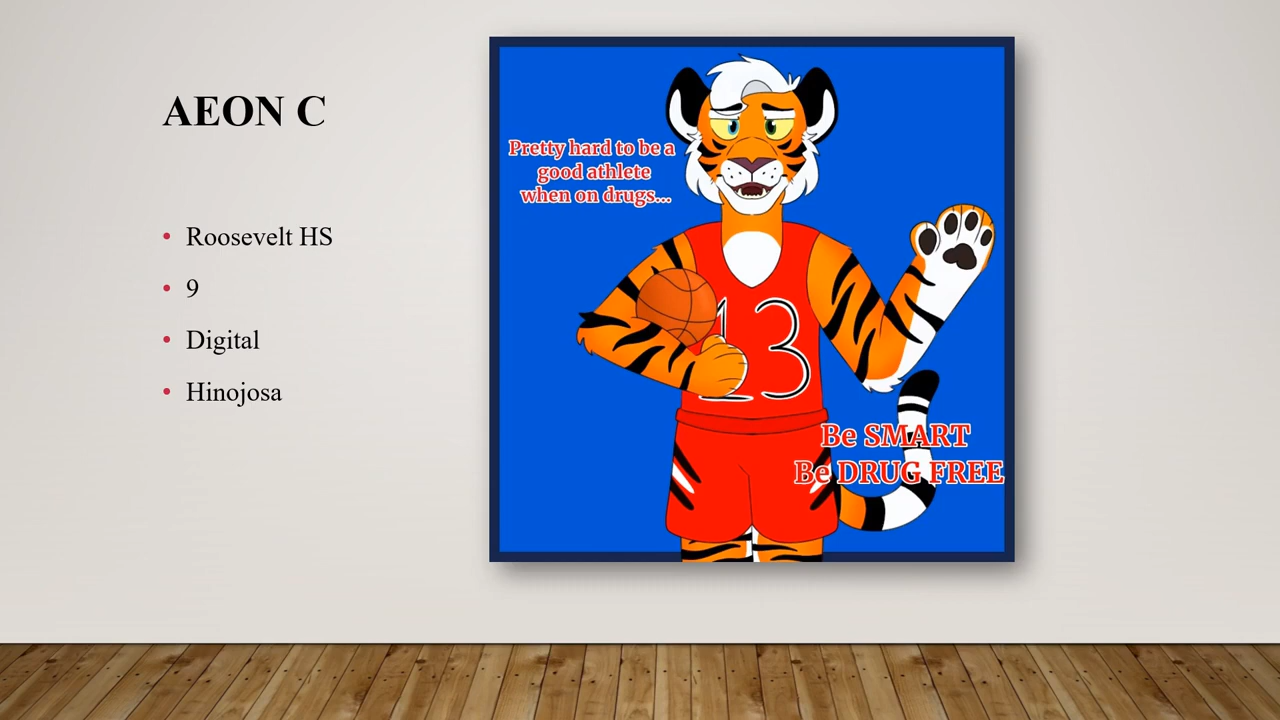 AEON C
Roosevelt HS
9
Digital
Hinojosa
Pretty hard to be a
good athlete
when on drugs...
13
Be SMART
Be DRUG FREE